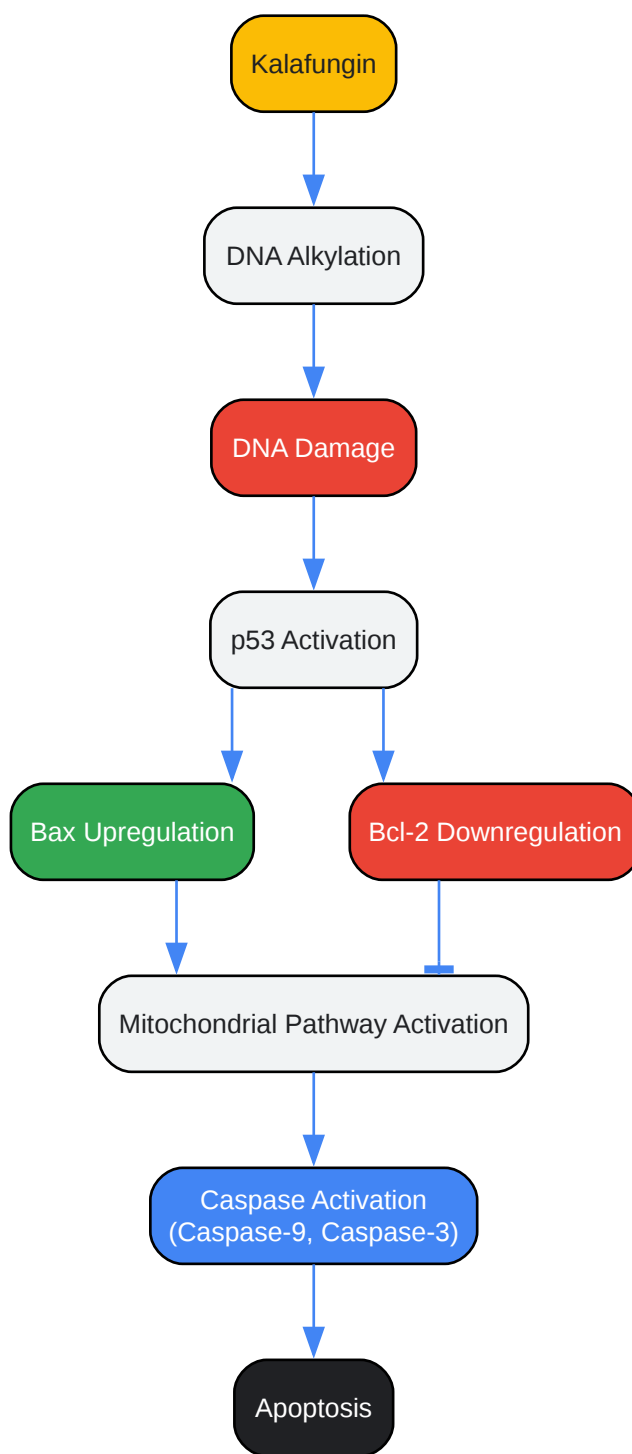 Kalafungin
DNA Alkylation
DNA Damage
p53 Activation
Bax Upregulation
Bcl-2 Downregulation
Mitochondrial Pathway Activation
Caspase Activation
(Caspase-9, Caspase-3)
Apoptosis